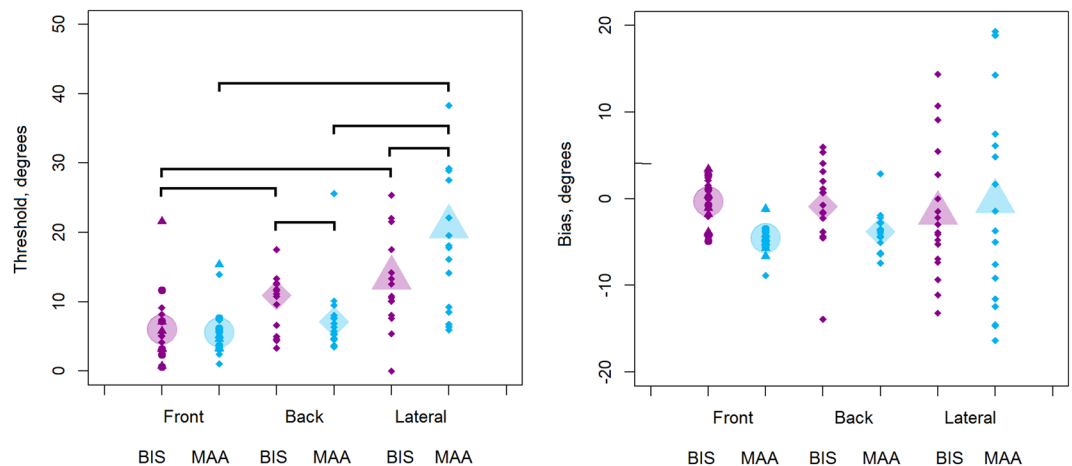 Threshold, degrees
50
40
30
20
10
0
Front Back Lateral
BIS MAA BIS MAA BIS MAA
Bias, degrees
20
10
0
-10
-20
Front Back Lateral
BIS MAA BIS MAA BIS MAA